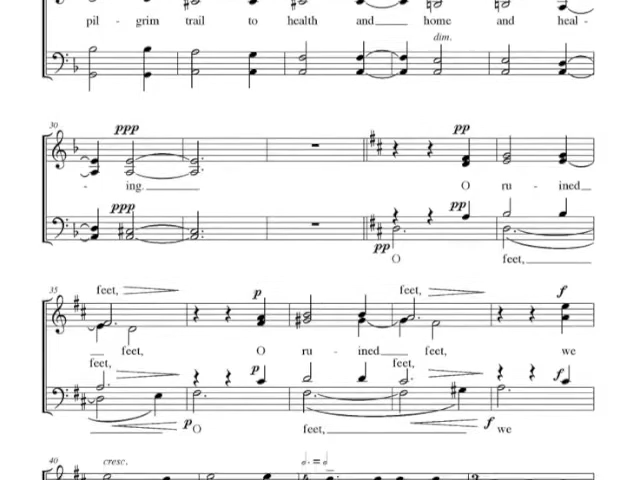 pil - grim trail to health and home and heal -
dim.
30
ppp
- ing.
pp
O ru - ined
ppp
pp
pp
O feet,
35
feet,
p
feet,
f
feet, O ru - ined feet, we
feet,
p
feet,
f
p O feet, f we
40
cresc.